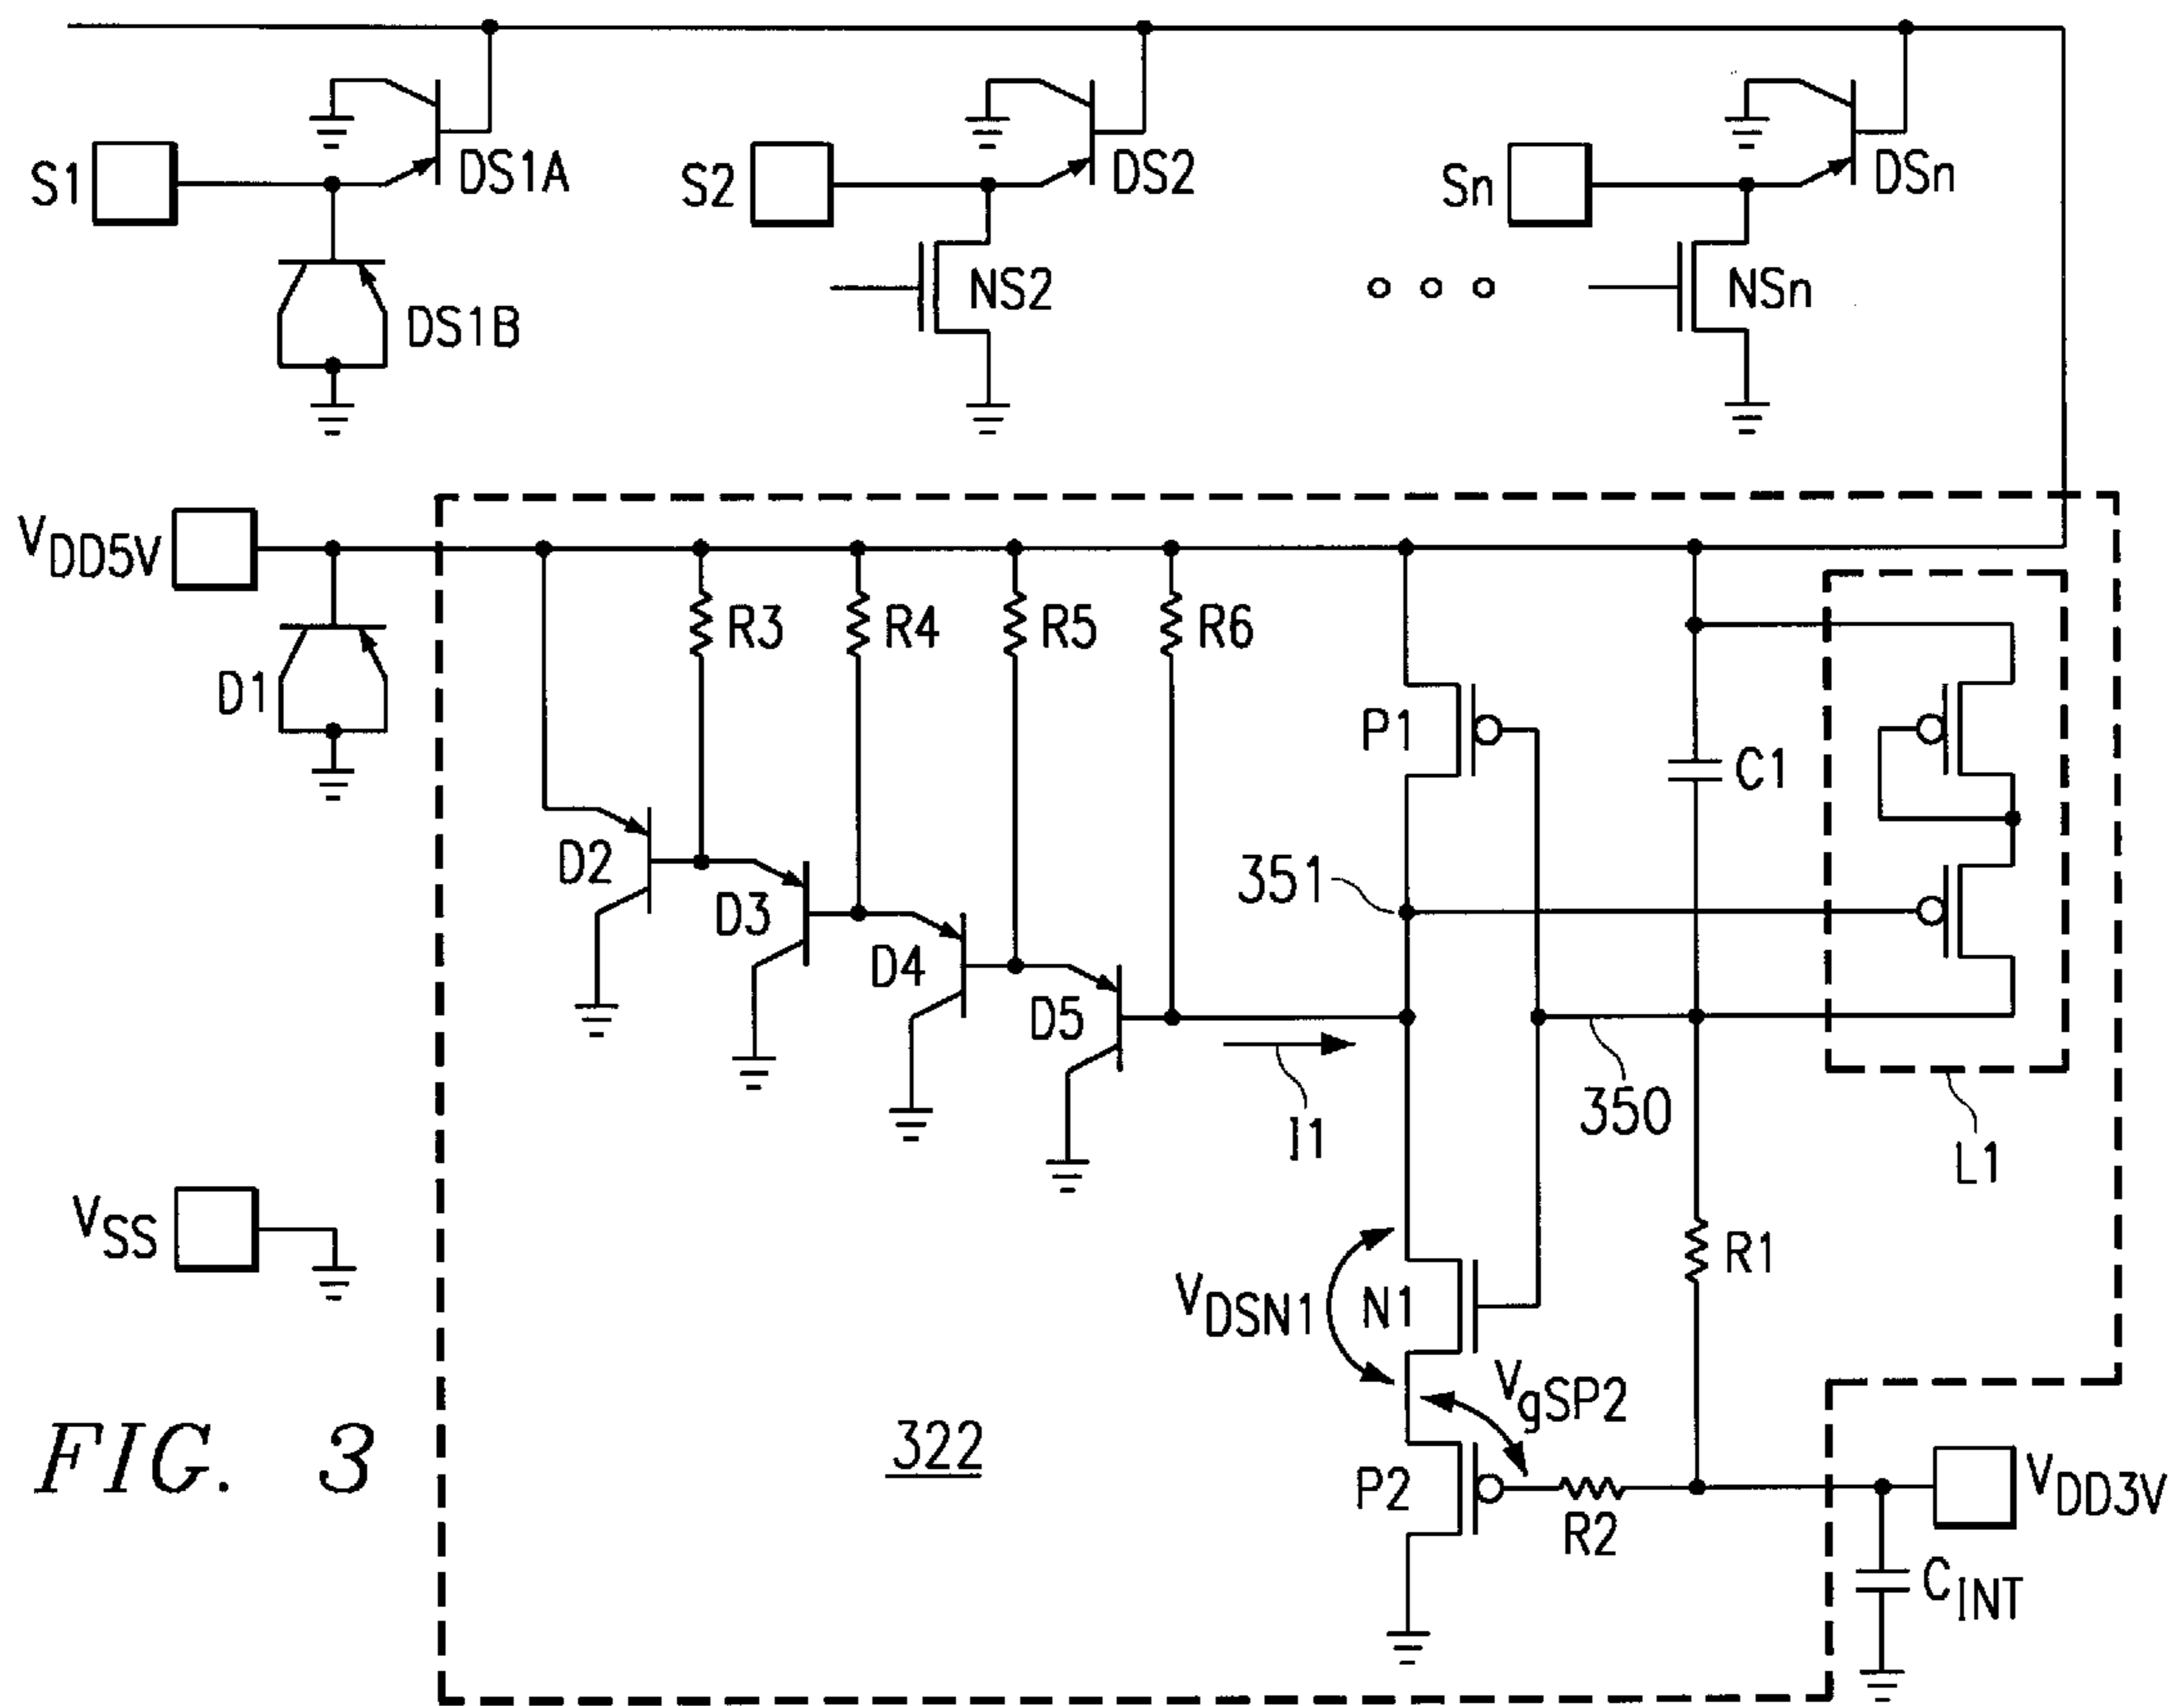 S1
DS1A
S2
DS2
Sn
DSn
DS1B
NS2
NSn
VDD5V
R3
R4
R5
R6
D1
P1
C1
D2
D3
D4
D5
351
350
I1
L1
VSS
R1
VDSN1
N1
VgSP2
P2
R2
VDD3V
CINT
322
FIG. 3